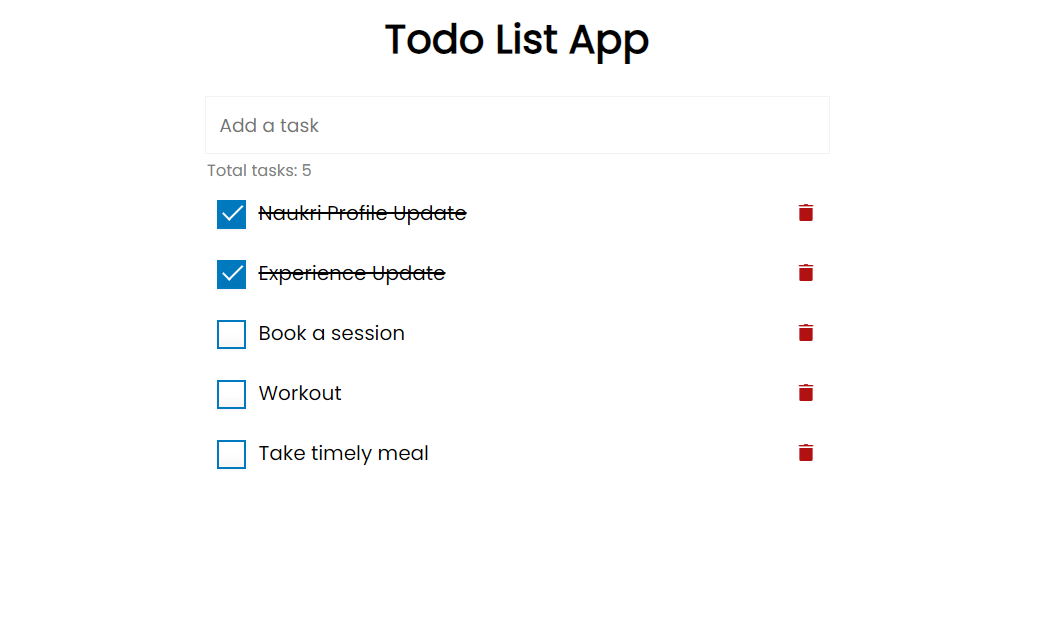 Todo List App
Add a task
Total tasks: 5
Naukri Profile Update
Experience Update
Book a session
Workout
Take timely meal